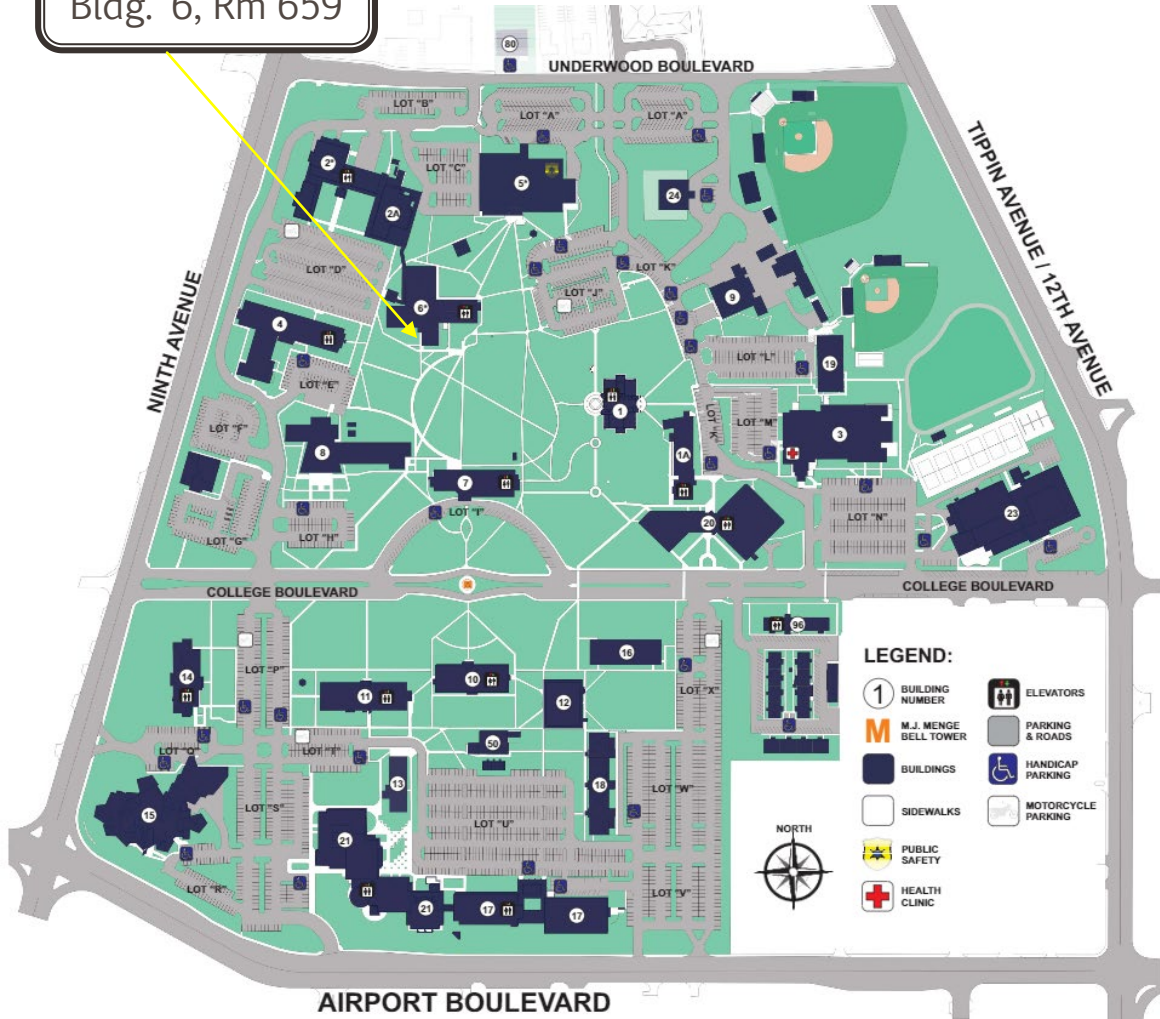 Bldg. 6, Rm 659
80
UNDERWOOD BOULEVARD
LOT "B"
LOT "A"
LOT "A"
TIPPIN AVENUE / 12TH AVENUE
2*
LOT "C"
5*
24
2A
NINTH AVENUE
LOT "D"
LOT "K"
LOT "J"
9
6*
4
LOT "L"
19
LOT "E"
1
LOT "K"
LOT "M"
3
LOT "F"
8
1A
7
LOT "I"
20
LOT "N"
23
LOT "G"
LOT "H"
COLLEGE BOULEVARD
M
COLLEGE BOULEVARD
96
16
LEGEND:
14
LOT "P"
10
11
12
LOT "X"
1
BUILDING
NUMBER
ELEVATORS
M
M.J. MENGE
BELL TOWER
PARKING
& ROADS
BUILDINGS
HANDICAP
PARKING
SIDEWALKS
MOTORCYCLE
PARKING
PUBLIC
SAFETY
HEALTH
CLINIC
NORTH
LOT "Q"
LOT "T"
50
13
18
LOT "W"
15
LOT "S"
LOT "U"
21
LOT "R"
LOT "V"
21
17
17
AIRPORT BOULEVARD